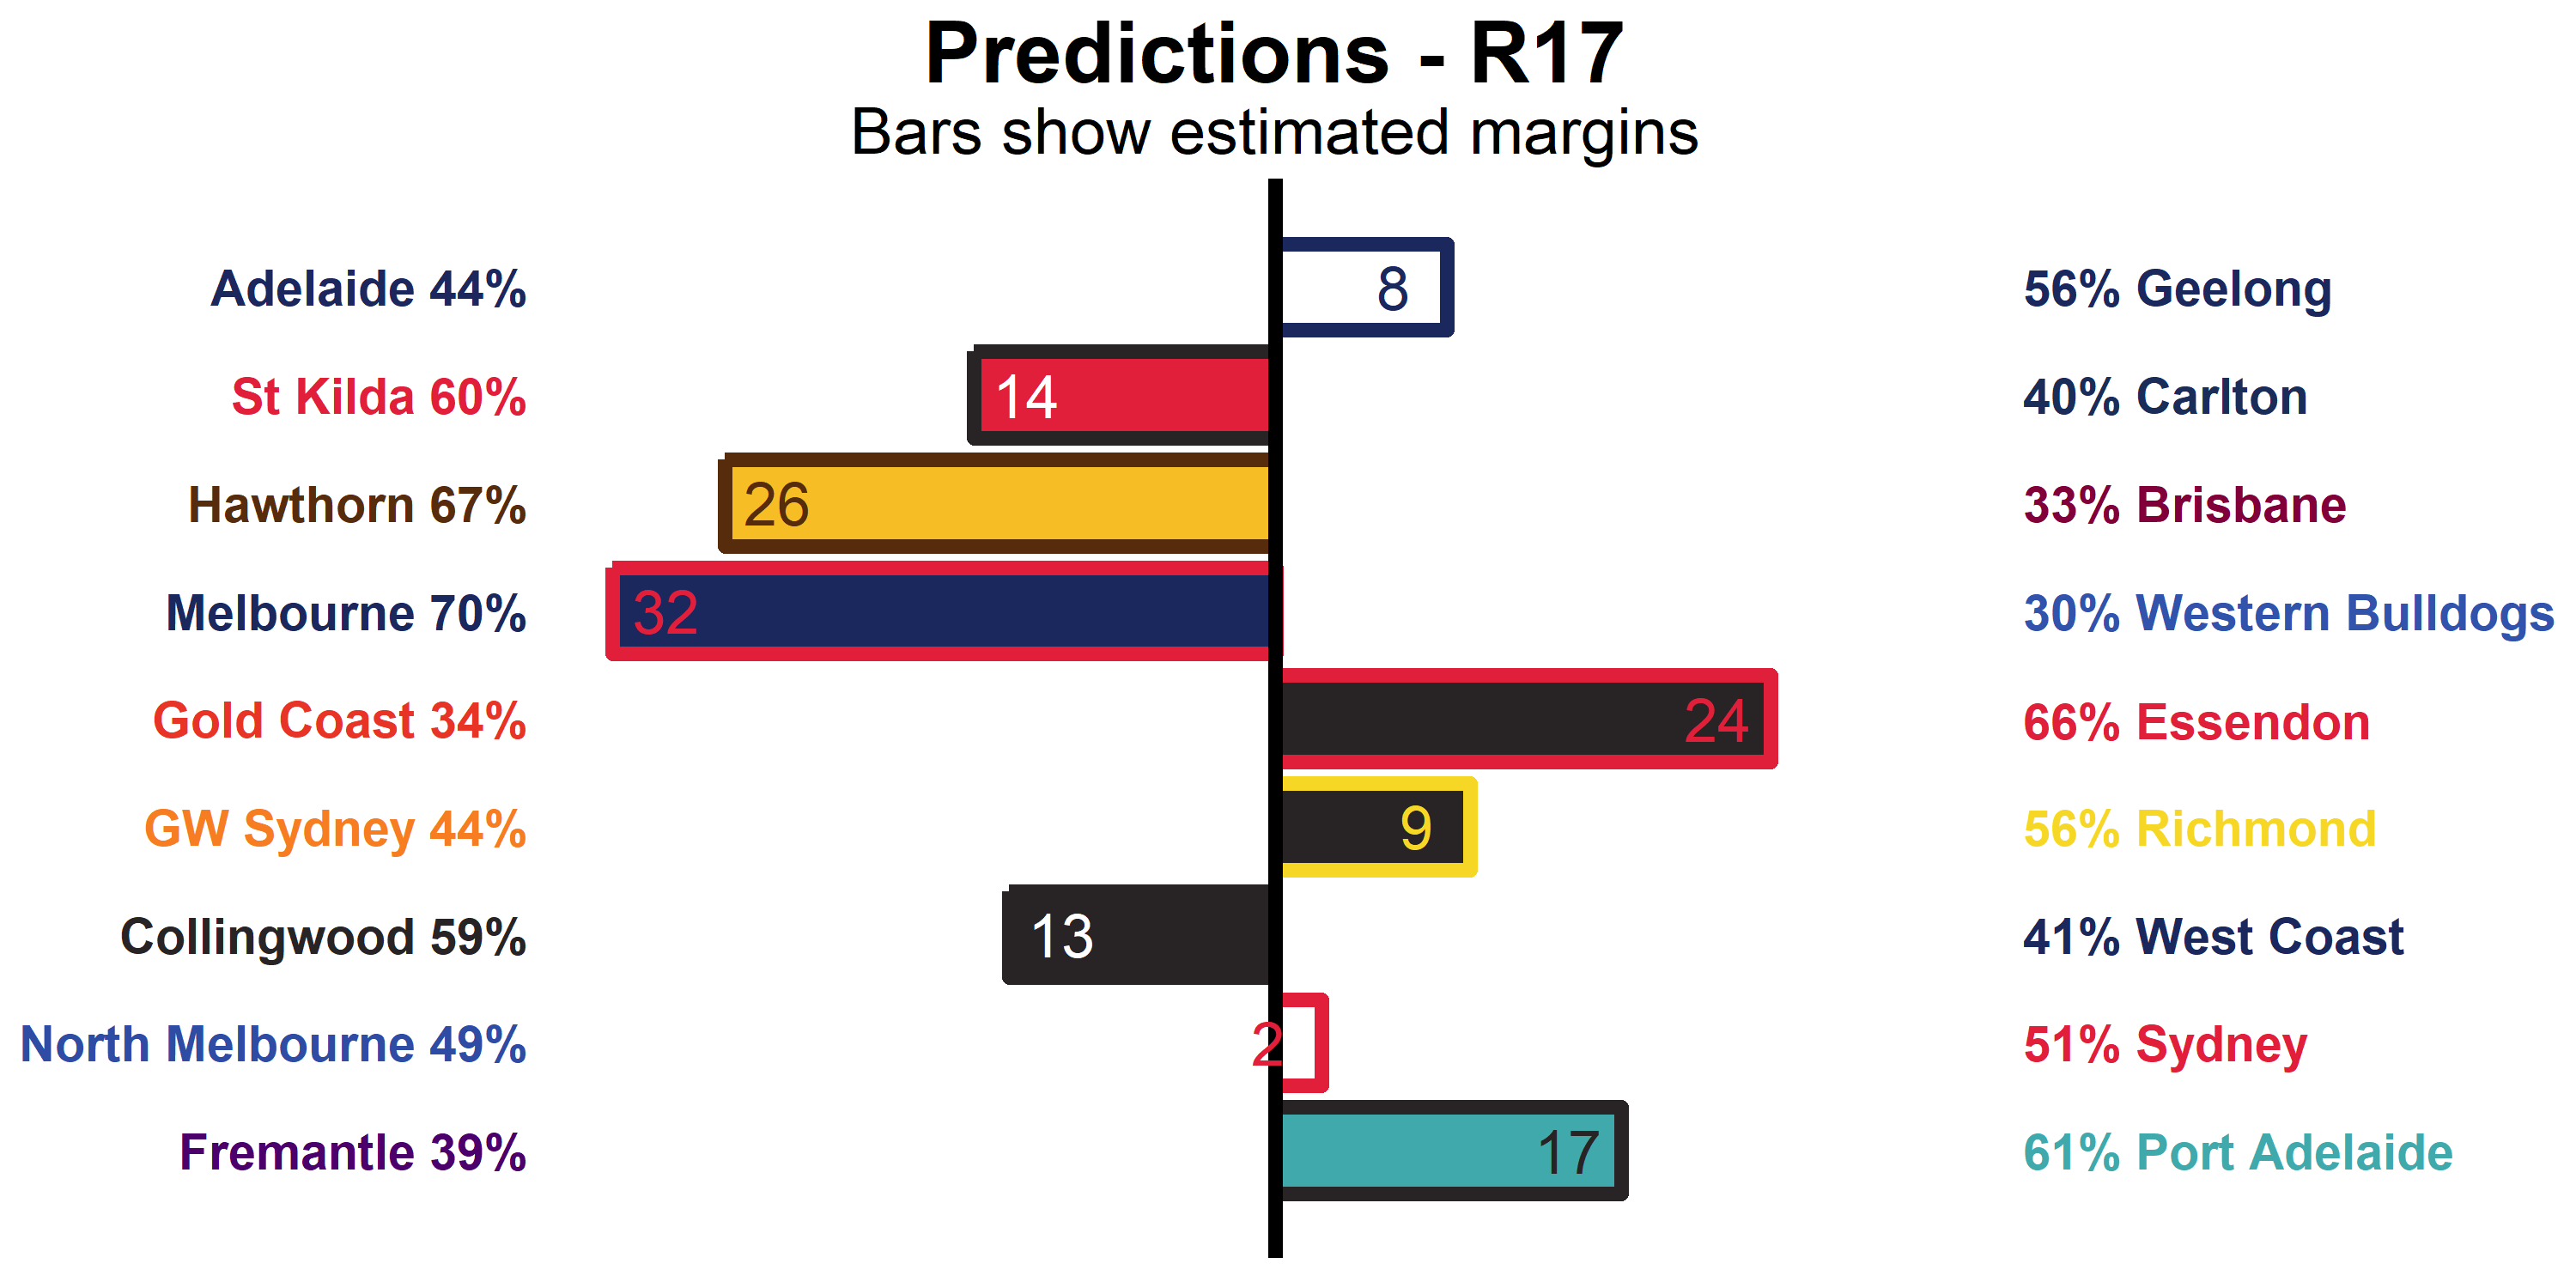 Predictions - R17
Bars show estimated margins
Adelaide 44% 8 56% Geelong
St Kilda 60% 14 40% Carlton
Hawthorn 67% 26 33% Brisbane
Melbourne 70% 32 30% Western Bulldogs
Gold Coast 34% 24 66% Essendon
GW Sydney 44% 9 56% Richmond
Collingwood 59% 13 41% West Coast
North Melbourne 49% 2 51% Sydney
Fremantle 39% 17 61% Port Adelaide